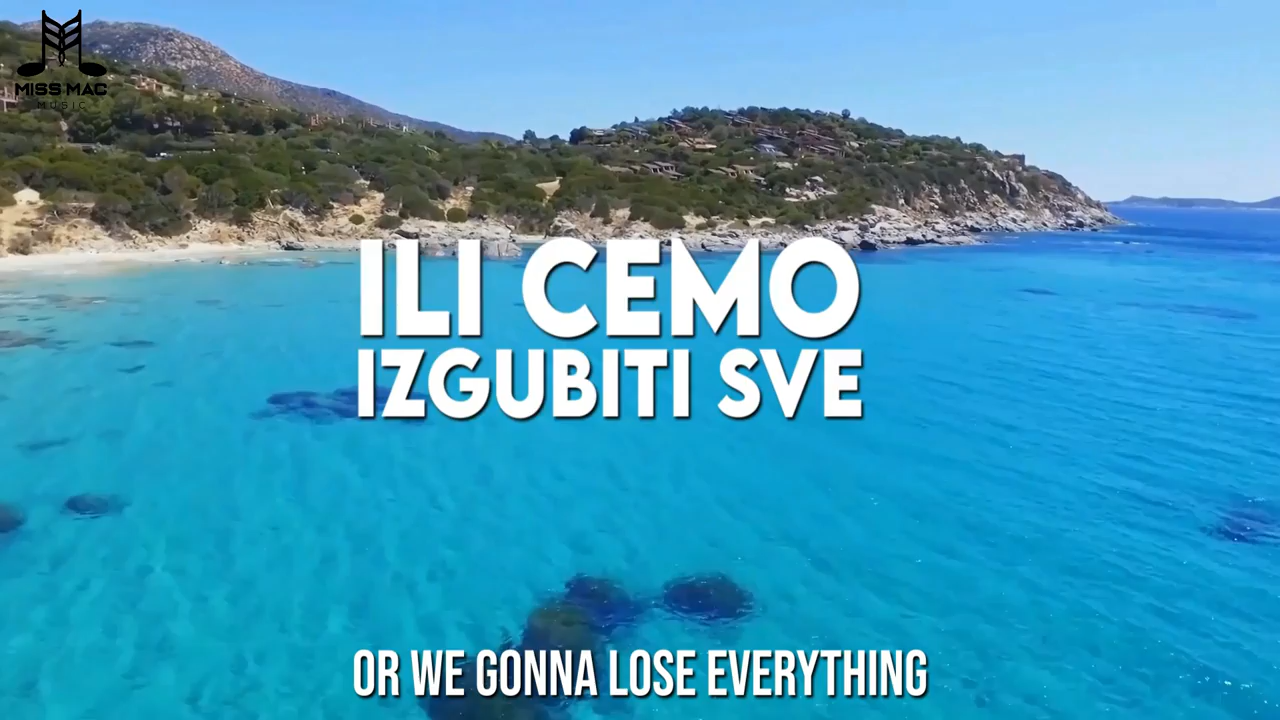 MISS MAC
MUSIC
ILI CEMO
IZGUBITI SVE
OR WE GONNA LOSE EVERYTHING